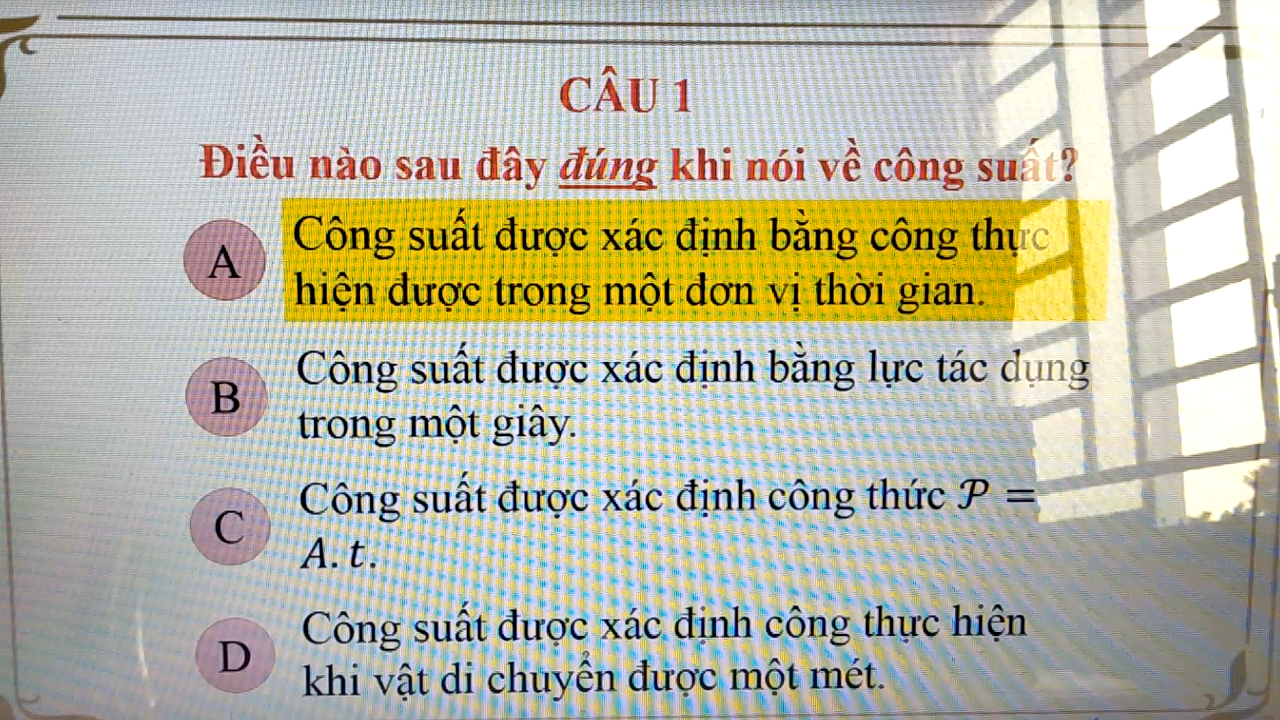 CÂU 1
Điều nào sau đây đúng khi nói về công suất?
A
Công suất được xác định bằng công thực
hiện được trong một đơn vị thời gian.
B
Công suất được xác định bằng lực tác dụng
trong một giây.
C
Công suất được xác định công thức 𝒫 =
A. t.
D
Công suất được xác định công thực hiện
khi vật di chuyển được một mét.